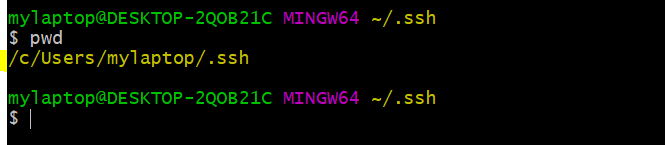 mylaptop@DESKTOP-2QOB21C MINGW64 ~/.ssh
$ pwd
/c/Users/mylaptop/.ssh
mylaptop@DESKTOP-2QOB21C MINGW64 ~/.ssh
$